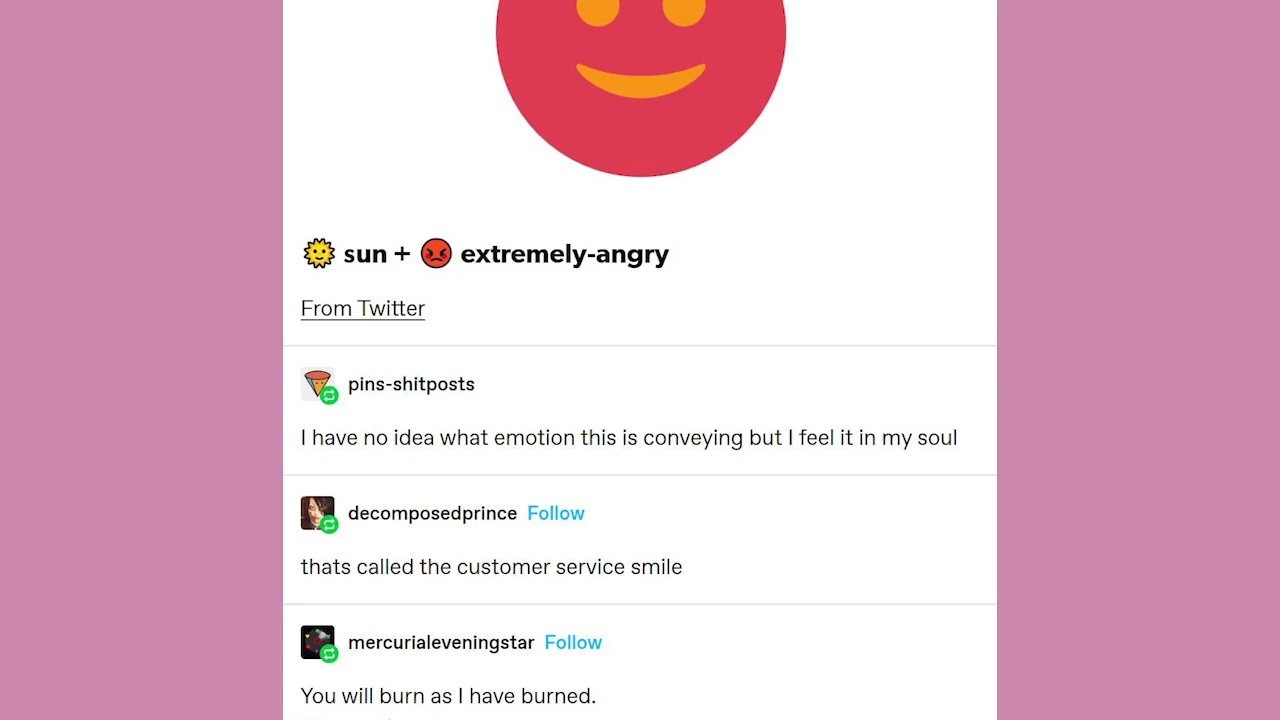 🌞 sun + 😡 extremely-angry
From Twitter
pins-shitposts
I have no idea what emotion this is conveying but I feel it in my soul
decomposedprince Follow
thats called the customer service smile
mercurialeveningstar Follow
You will burn as I have burned.